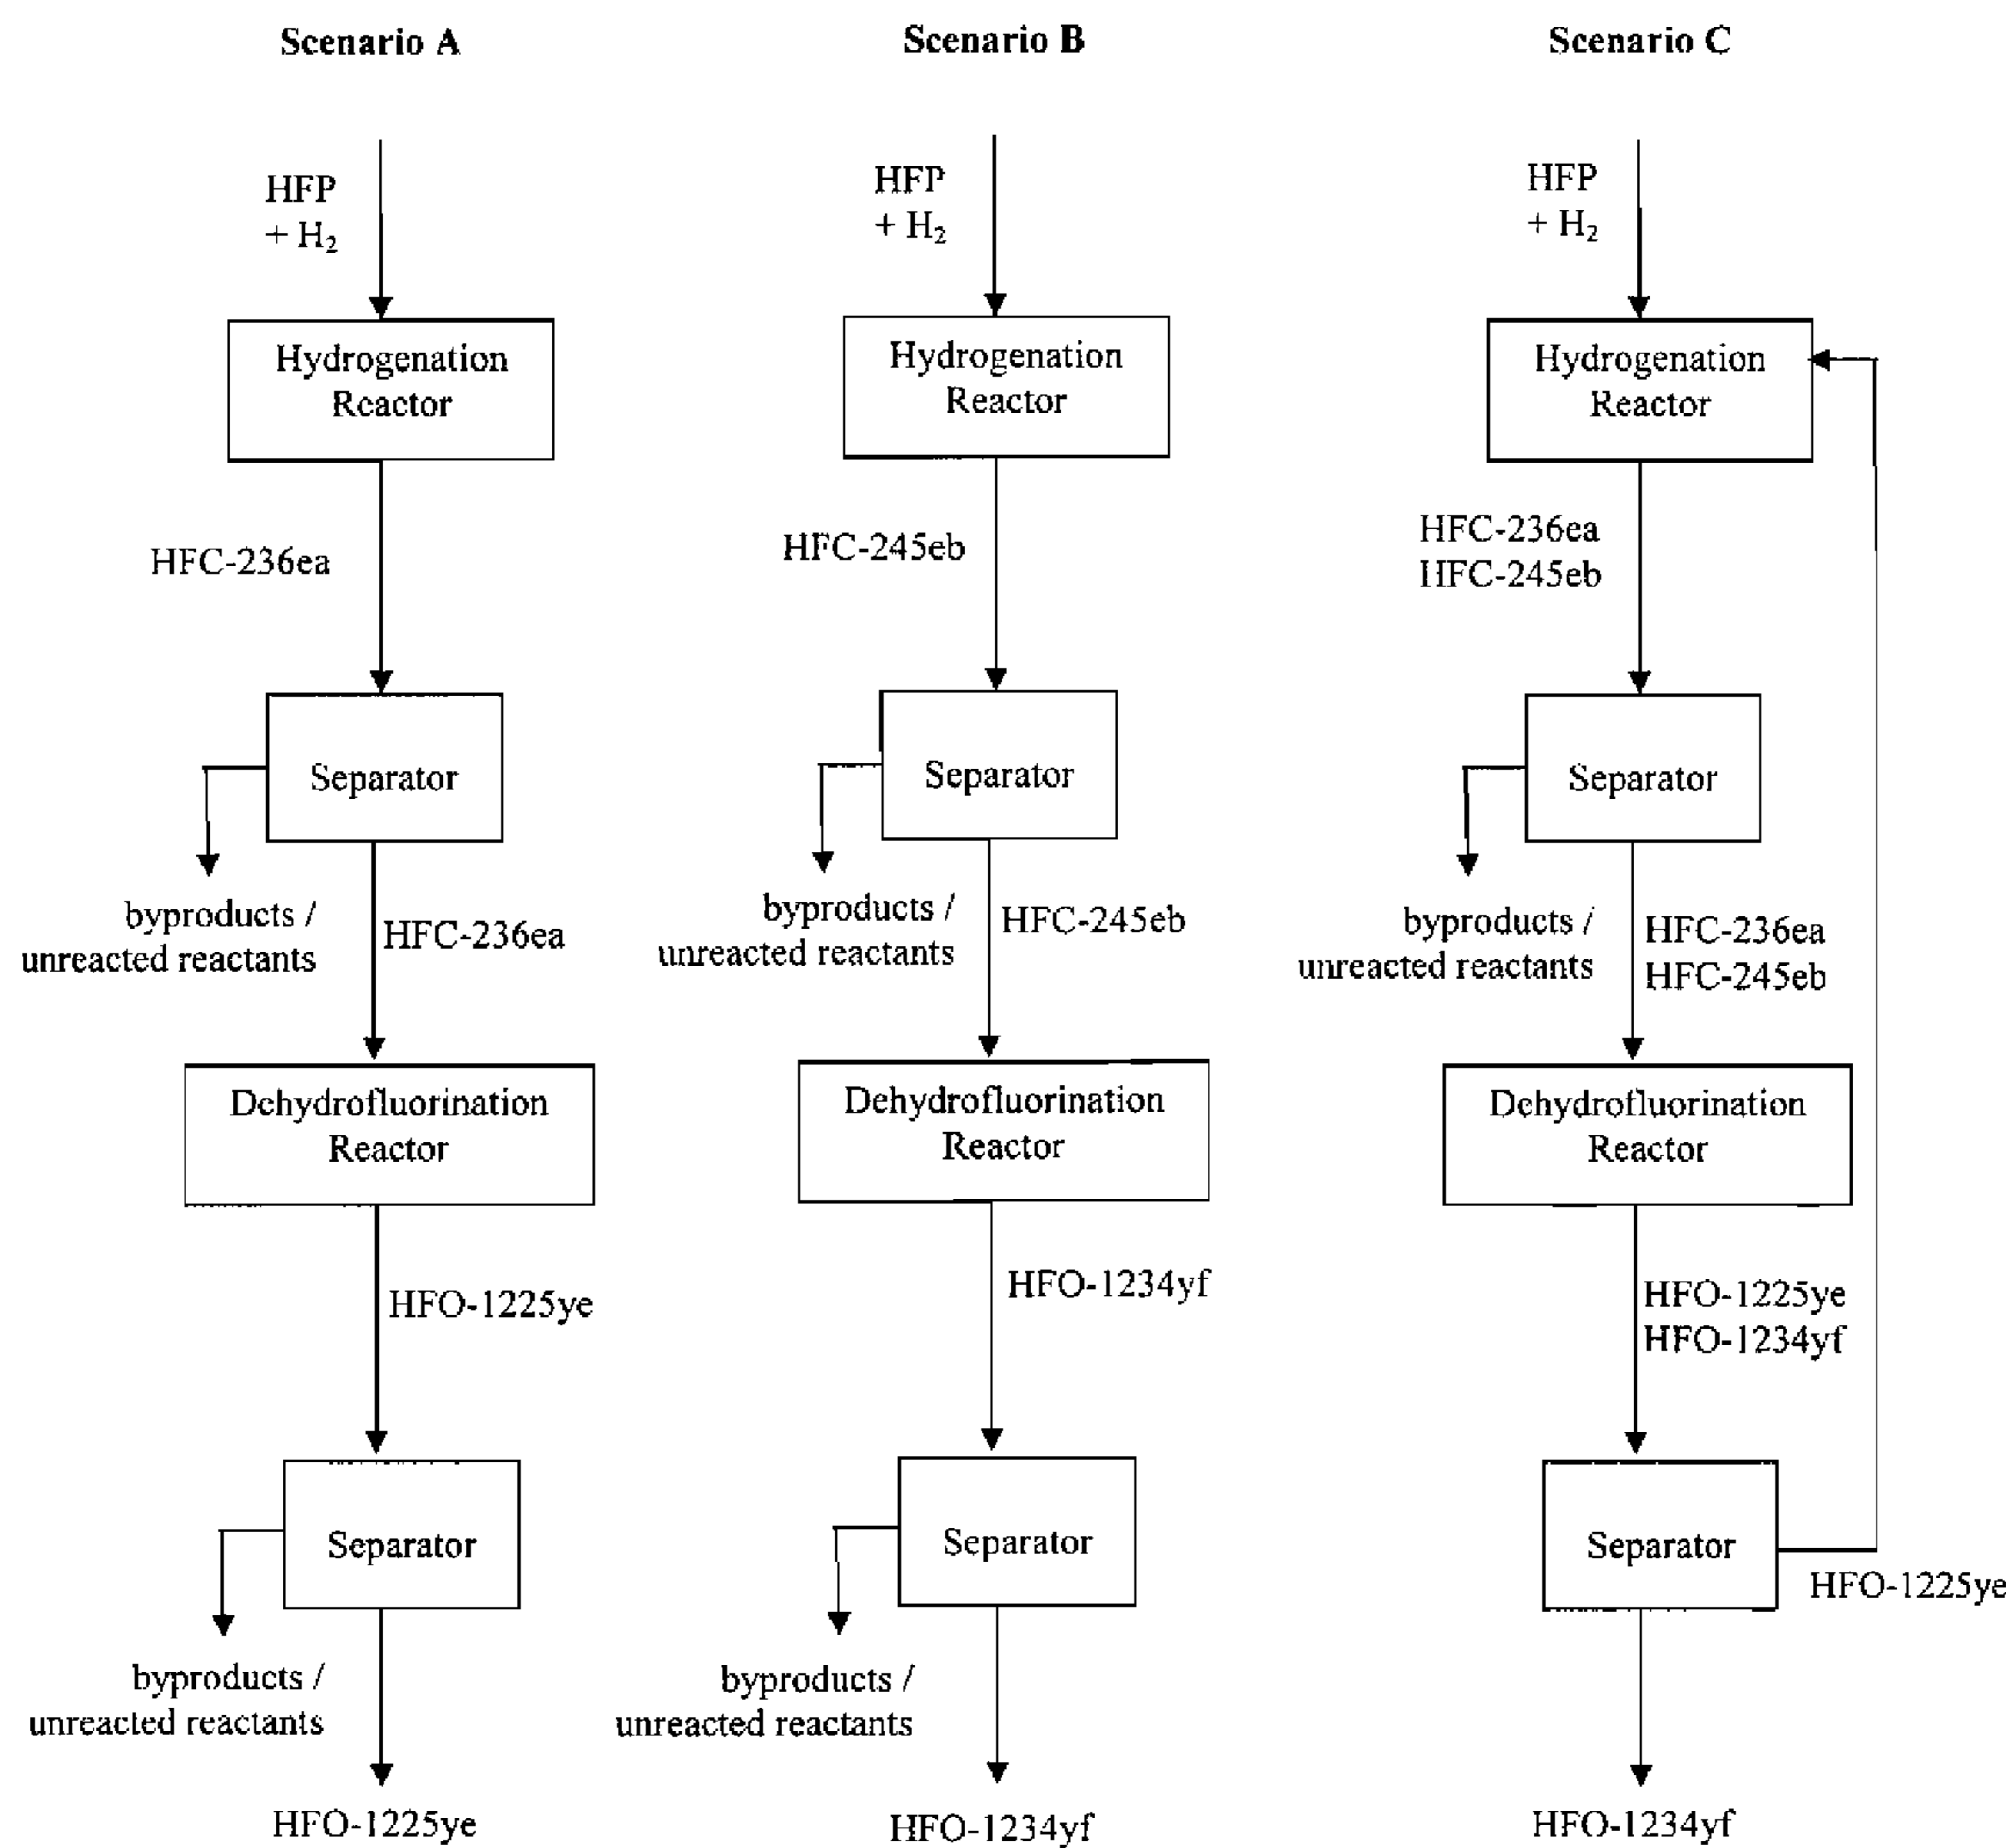 Scenario A
HFP
+ H₂
Hydrogenation
Reactor
HFC-236ea
Separator
byproducts /
unreacted reactants
HFC-236ea
Dehydrofluorination
Reactor
HFO-1225ye
Separator
byproducts /
unreacted reactants
HFO-1225ye
Scenario B
HFP
+ H₂
Hydrogenation
Reactor
HFC-245eb
Separator
byproducts /
unreacted reactants
HFC-245eb
Dehydrofluorination
Reactor
HFO-1234yf
Separator
byproducts /
unreacted reactants
HFO-1234yf
Scenario C
HFP
+ H₂
Hydrogenation
Reactor
HFC-236ea
HFC-245eb
Separator
byproducts /
unreacted reactants
HFC-236ea
HFC-245eb
Dehydrofluorination
Reactor
HFO-1225ye
HFO-1234yf
Separator
HFO-1225ye
HFO-1234yf